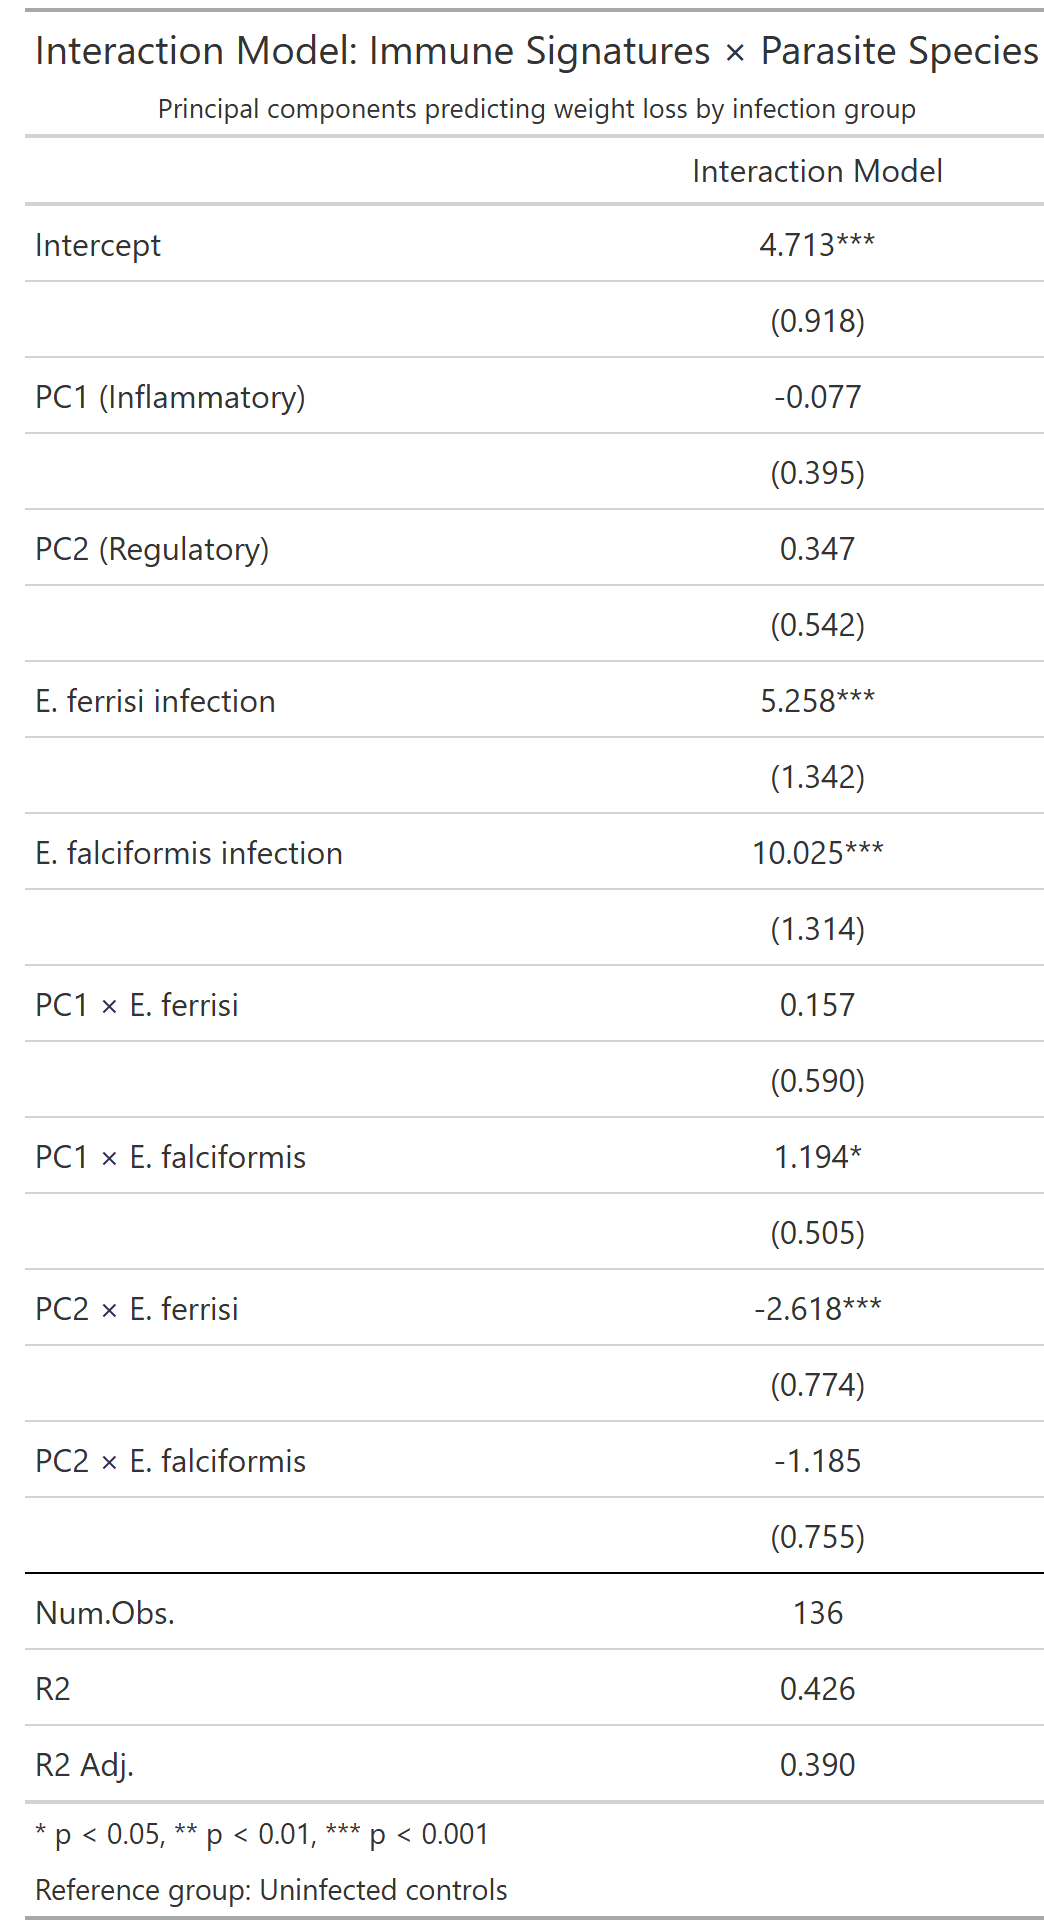 Interaction Model: Immune Signatures × Parasite Species
Principal components predicting weight loss by infection group
Interaction Model
Intercept 4.713***
(0.918)
PC1 (Inflammatory) -0.077
(0.395)
PC2 (Regulatory) 0.347
(0.542)
E. ferrisi infection 5.258***
(1.342)
E. falciformis infection 10.025***
(1.314)
PC1 × E. ferrisi 0.157
(0.590)
PC1 × E. falciformis 1.194*
(0.505)
PC2 × E. ferrisi -2.618***
(0.774)
PC2 × E. falciformis -1.185
(0.755)
Num.Obs. 136
R2 0.426
R2 Adj. 0.390
* p < 0.05, ** p < 0.01, *** p < 0.001
Reference group: Uninfected controls